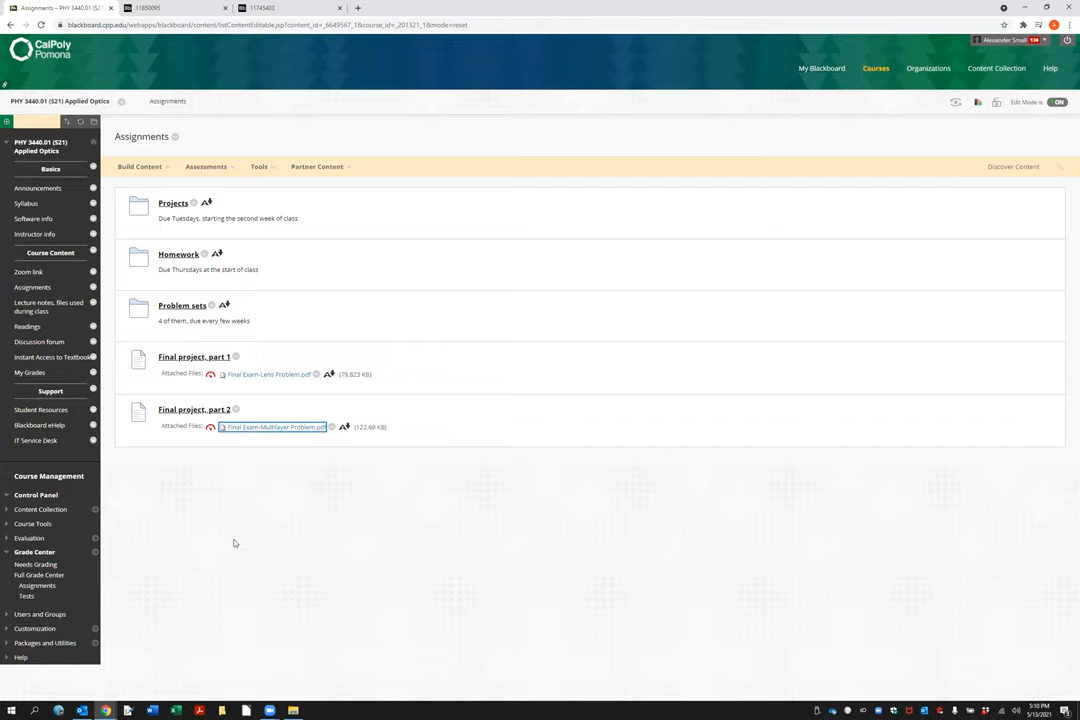 Assignments – PHY 3440.01 (S21)
11850095
11745403
blackboard.cpp.edu/webapps/blackboard/content/listContentEditable.jsp?content_id=_6649567_1&course_id=_201321_1&mode=reset
CalPoly
Pomona
Alexander Small 138
My Blackboard
Courses
Organizations
Content Collection
Help
PHY 3440.01 (S21) Applied Optics
Assignments
Edit Mode is: ON
PHY 3440.01 (S21)
Applied Optics
Basics
Announcements
Syllabus
Software info
Instructor info
Course Content
Zoom link
Assignments
Lecture notes, files used
during class
Readings
Discussion forum
Instant Access to Textbook
My Grades
Support
Student Resources
Blackboard eHelp
IT Service Desk
Course Management
Control Panel
Content Collection
Course Tools
Evaluation
Grade Center
Needs Grading
Full Grade Center
Assignments
Tests
Users and Groups
Customization
Packages and Utilities
Help
Assignments
Build Content
Assessments
Tools
Partner Content
Discover Content
Projects
Due Tuesdays, starting the second week of class
Homework
Due Thursdays at the start of class
Problem sets
4 of them, due every few weeks
Final project, part 1
Attached Files: Final Exam-Lens Problem.pdf (79.823 KB)
Final project, part 2
Attached Files: Final Exam-Multilayer Problem.pdf (122.69 KB)
5:10 PM
5/13/2021